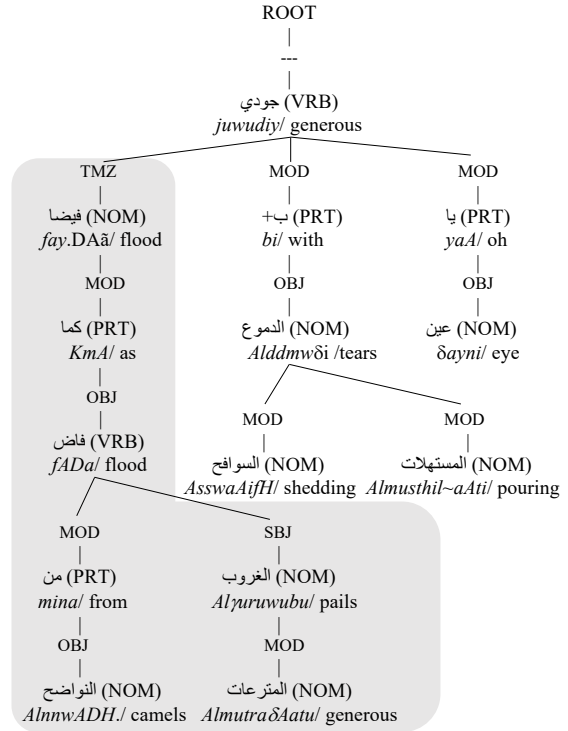 ROOT
---
جودي (VRB)
juwudiy/ generous
TMZ MOD MOD
فيضا (NOM) ب+ (PRT) يا (PRT)
fay.DAã/ flood bi/ with yaA/ oh
MOD OBJ OBJ
كما (PRT) الدموع (NOM) عين (NOM)
KmA/ as Alddmwδi /tears δayni/ eye
OBJ
فاض (VRB) MOD MOD
fADa/ flood السوافح (NOM) المستهلات (NOM)
AsswaAifH/ shedding Almusthil~aAti/ pouring
MOD SBJ
من (PRT) الغروب (NOM)
mina/ from Alγuruwubu/ pails
OBJ MOD
النواضح (NOM) المترعات (NOM)
AlnnwADH./ camels AlmutraδAatu/ generous